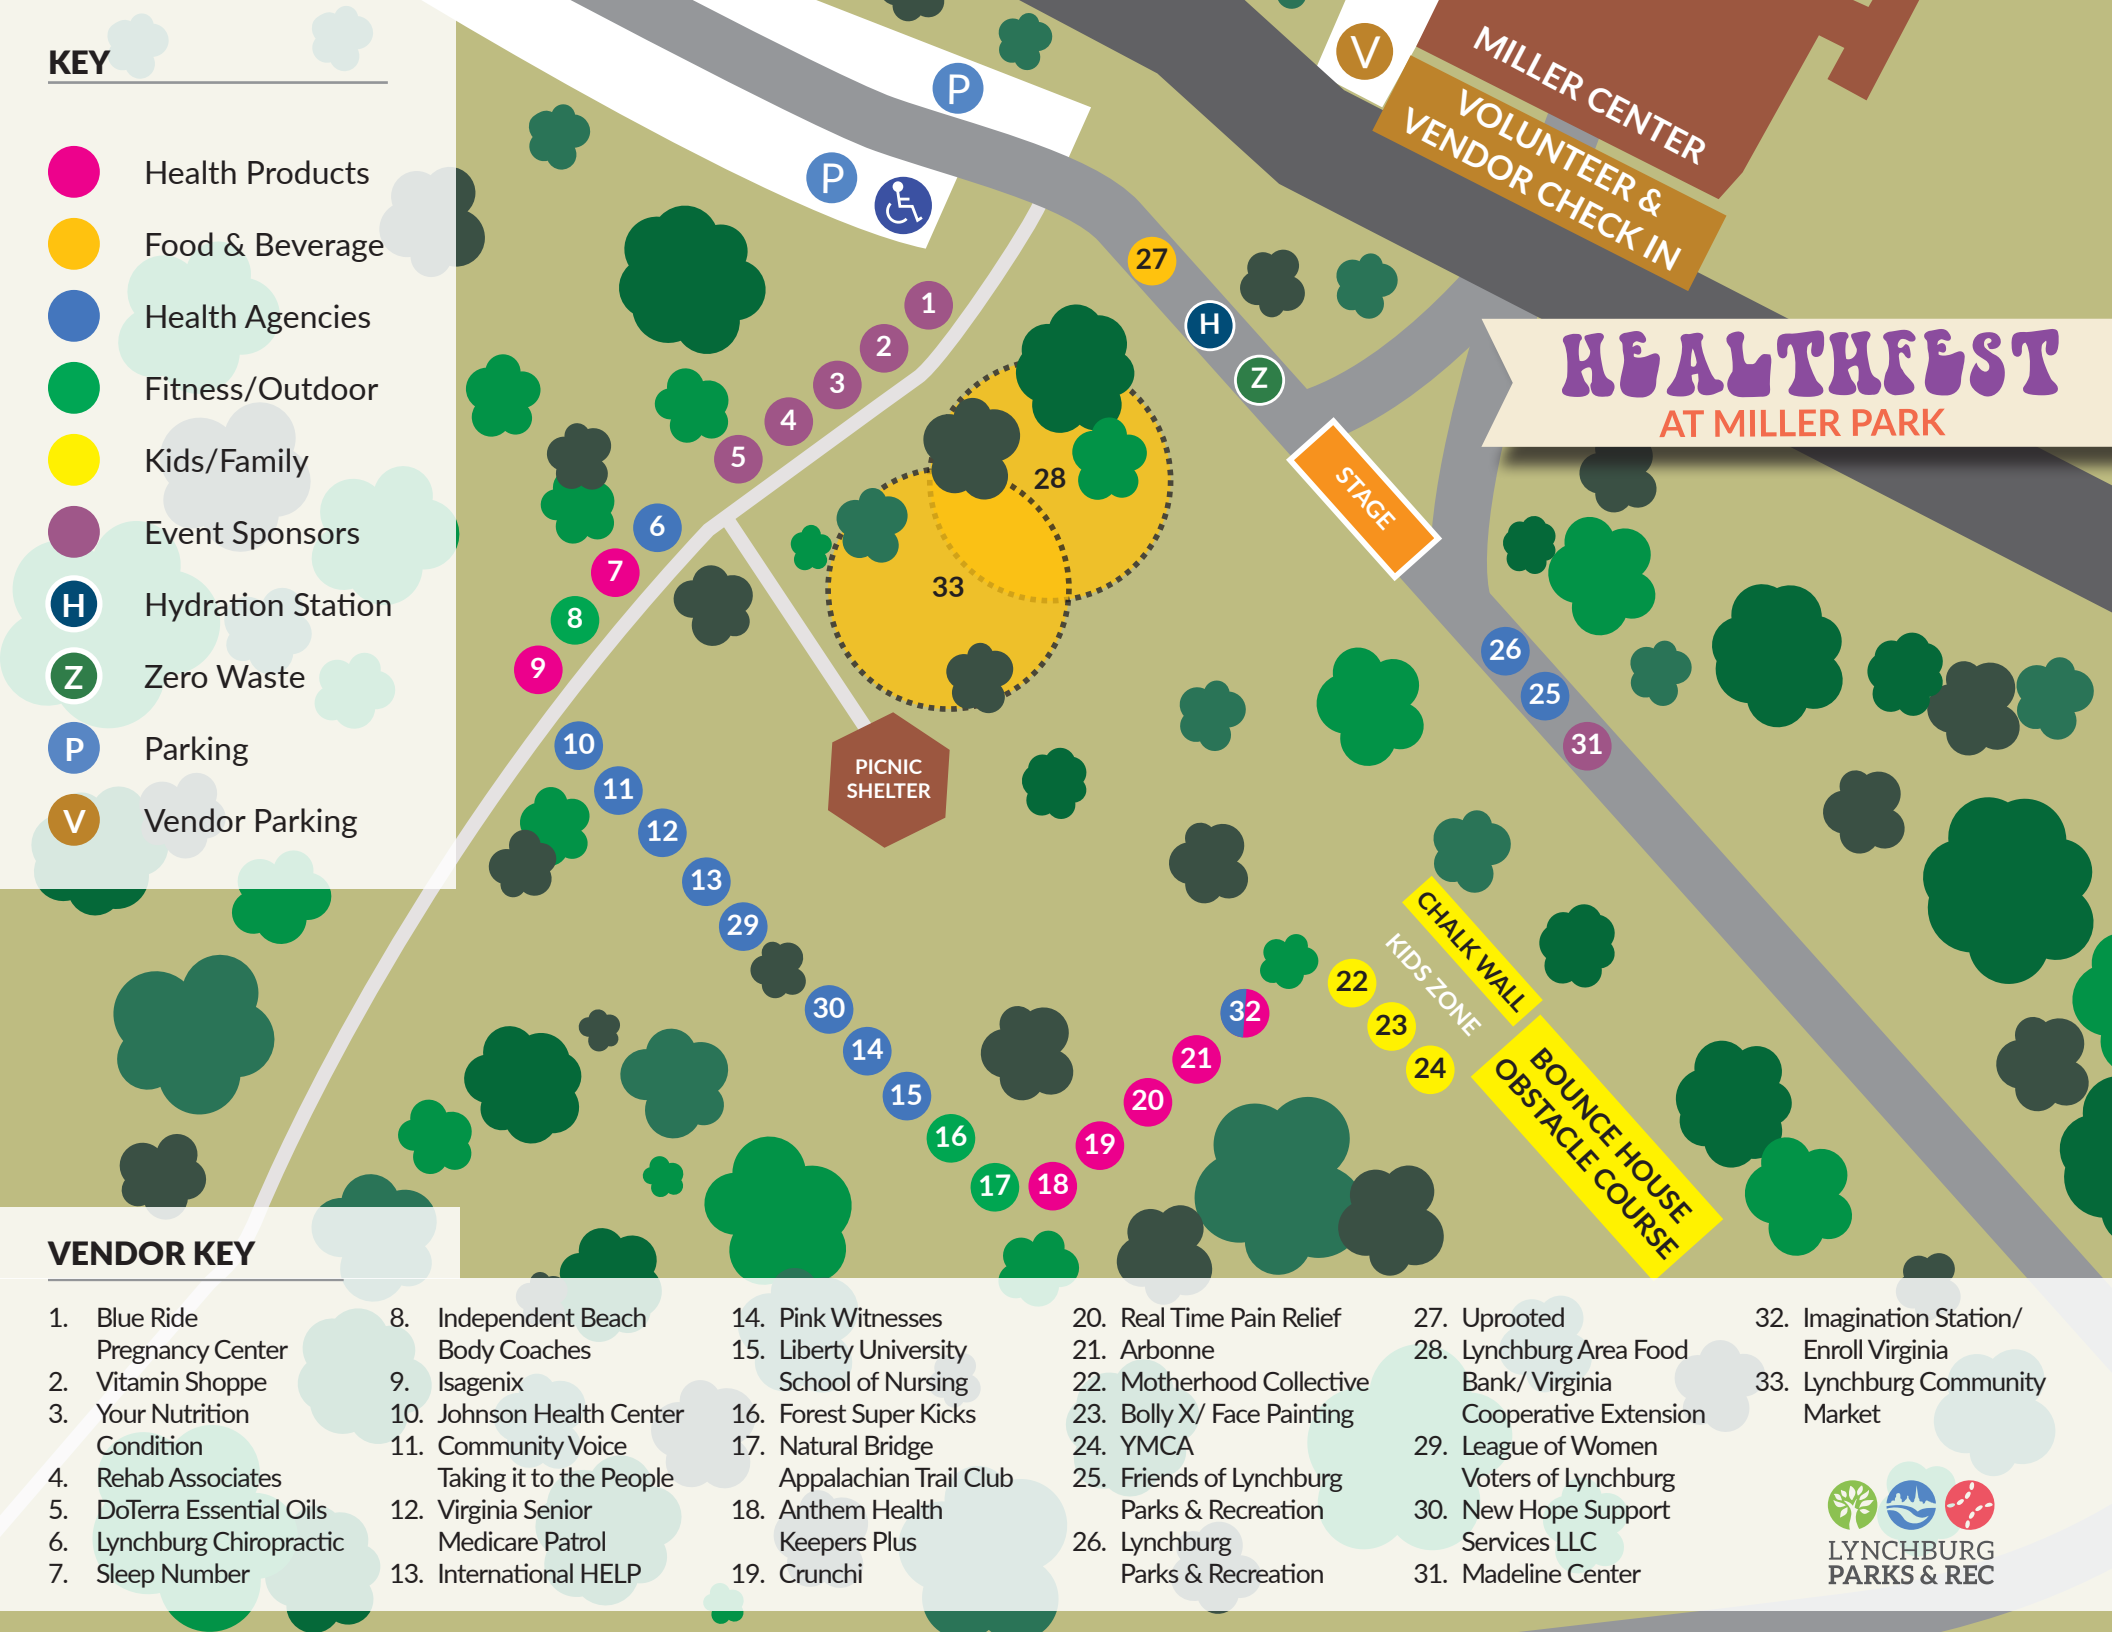 KEY
Health Products
Food & Beverage
Health Agencies
Fitness/Outdoor
Kids/Family
Event Sponsors
H Hydration Station
Z Zero Waste
P Parking
V Vendor Parking
P
P
V
MILLER CENTER
VOLUNTEER &
VENDOR CHECK IN
HEALTHFEST
AT MILLER PARK
27
H
Z
STAGE
1
2
3
4
5
6
7
8
9
28
33
PICNIC
SHELTER
26
25
31
10
11
12
13
29
30
14
15
16
17
18
19
20
21
32
22
23
24
KIDS ZONE
CHALK WALL
BOUNCE HOUSE
OBSTACLE COURSE
VENDOR KEY
1. Blue Ride
Pregnancy Center
2. Vitamin Shoppe
3. Your Nutrition
Condition
4. Rehab Associates
5. DoTerra Essential Oils
6. Lynchburg Chiropractic
7. Sleep Number
8. Independent Beach
Body Coaches
9. Isagenix
10. Johnson Health Center
11. Community Voice
Taking it to the People
12. Virginia Senior
Medicare Patrol
13. International HELP
14. Pink Witnesses
15. Liberty University
School of Nursing
16. Forest Super Kicks
17. Natural Bridge
Appalachian Trail Club
18. Anthem Health
Keepers Plus
19. Crunchi
20. Real Time Pain Relief
21. Arbonne
22. Motherhood Collective
23. Bolly X/ Face Painting
24. YMCA
25. Friends of Lynchburg
Parks & Recreation
26. Lynchburg
Parks & Recreation
27. Uprooted
28. Lynchburg Area Food
Bank/ Virginia
Cooperative Extension
29. League of Women
Voters of Lynchburg
30. New Hope Support
Services LLC
31. Madeline Center
32. Imagination Station/
Enroll Virginia
33. Lynchburg Community
Market
LYNCHBURG
PARKS & REC